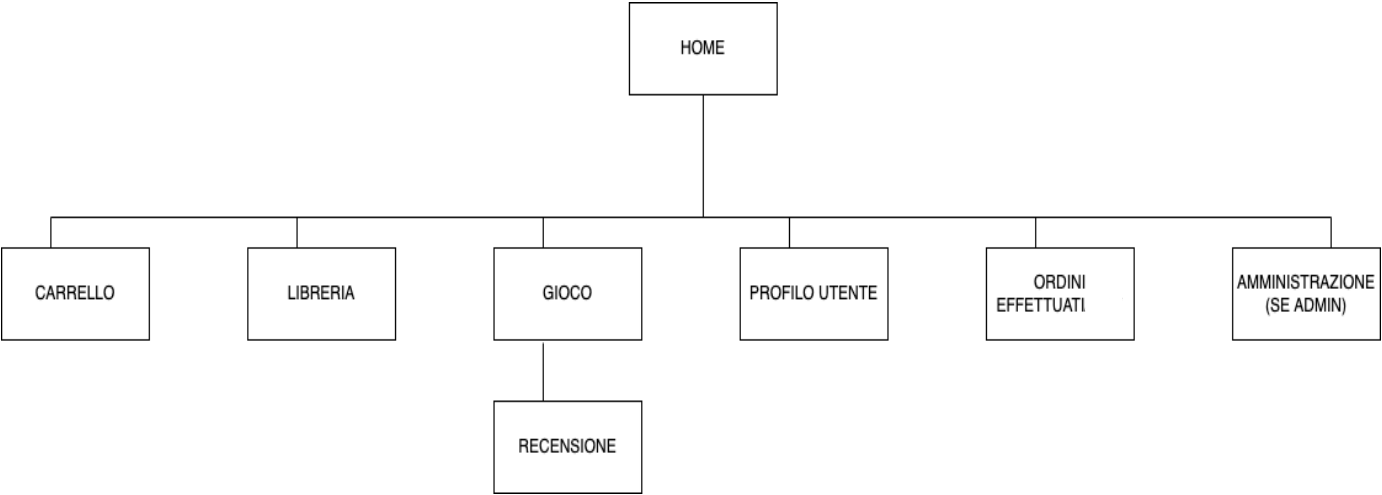 HOME
CARRELLO
LIBRERIA
GIOCO
PROFILO UTENTE
ORDINI
EFFETTUATI
AMMINISTRAZIONE
(SE ADMIN)
RECENSIONE